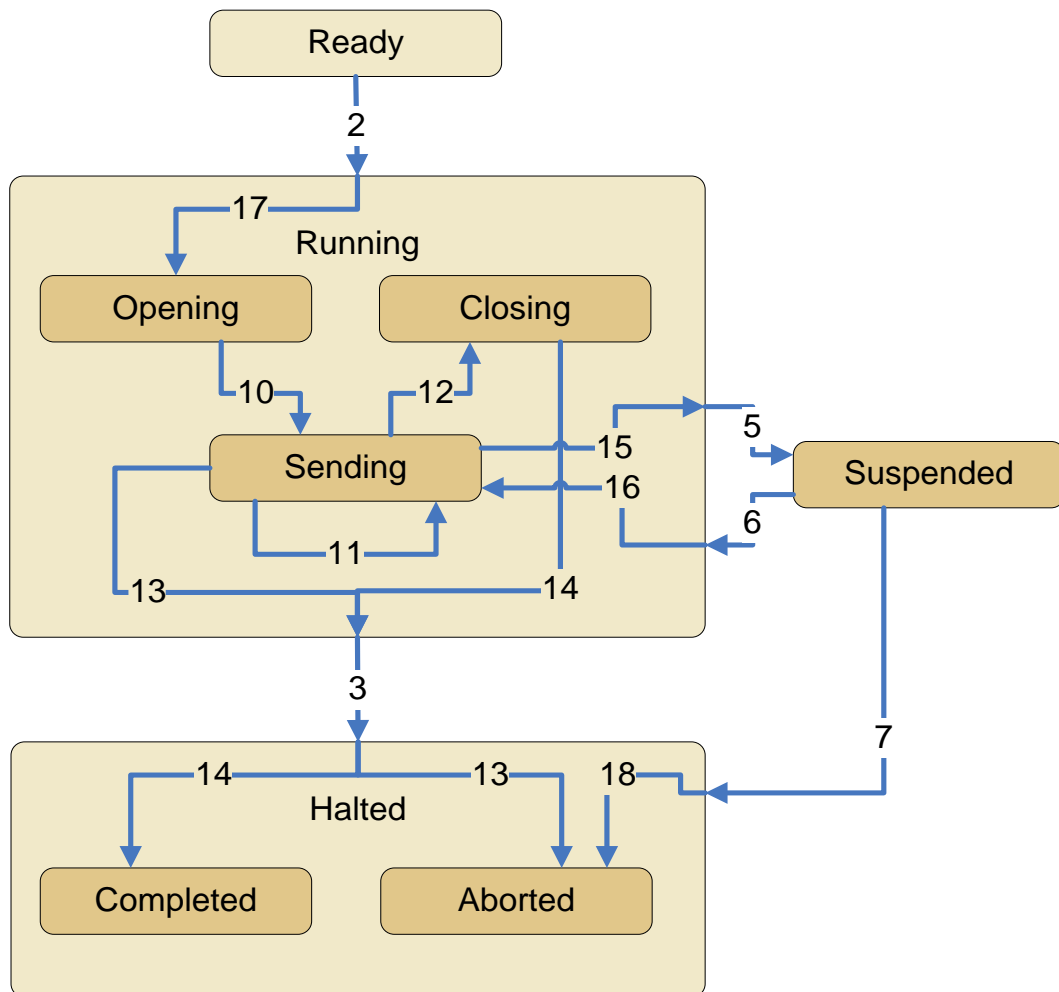 Ready
2
17
Running
Opening
Closing
10
12
15
5
Sending
Suspended
16
6
11
13
14
3
7
14
13
18
Halted
Completed
Aborted